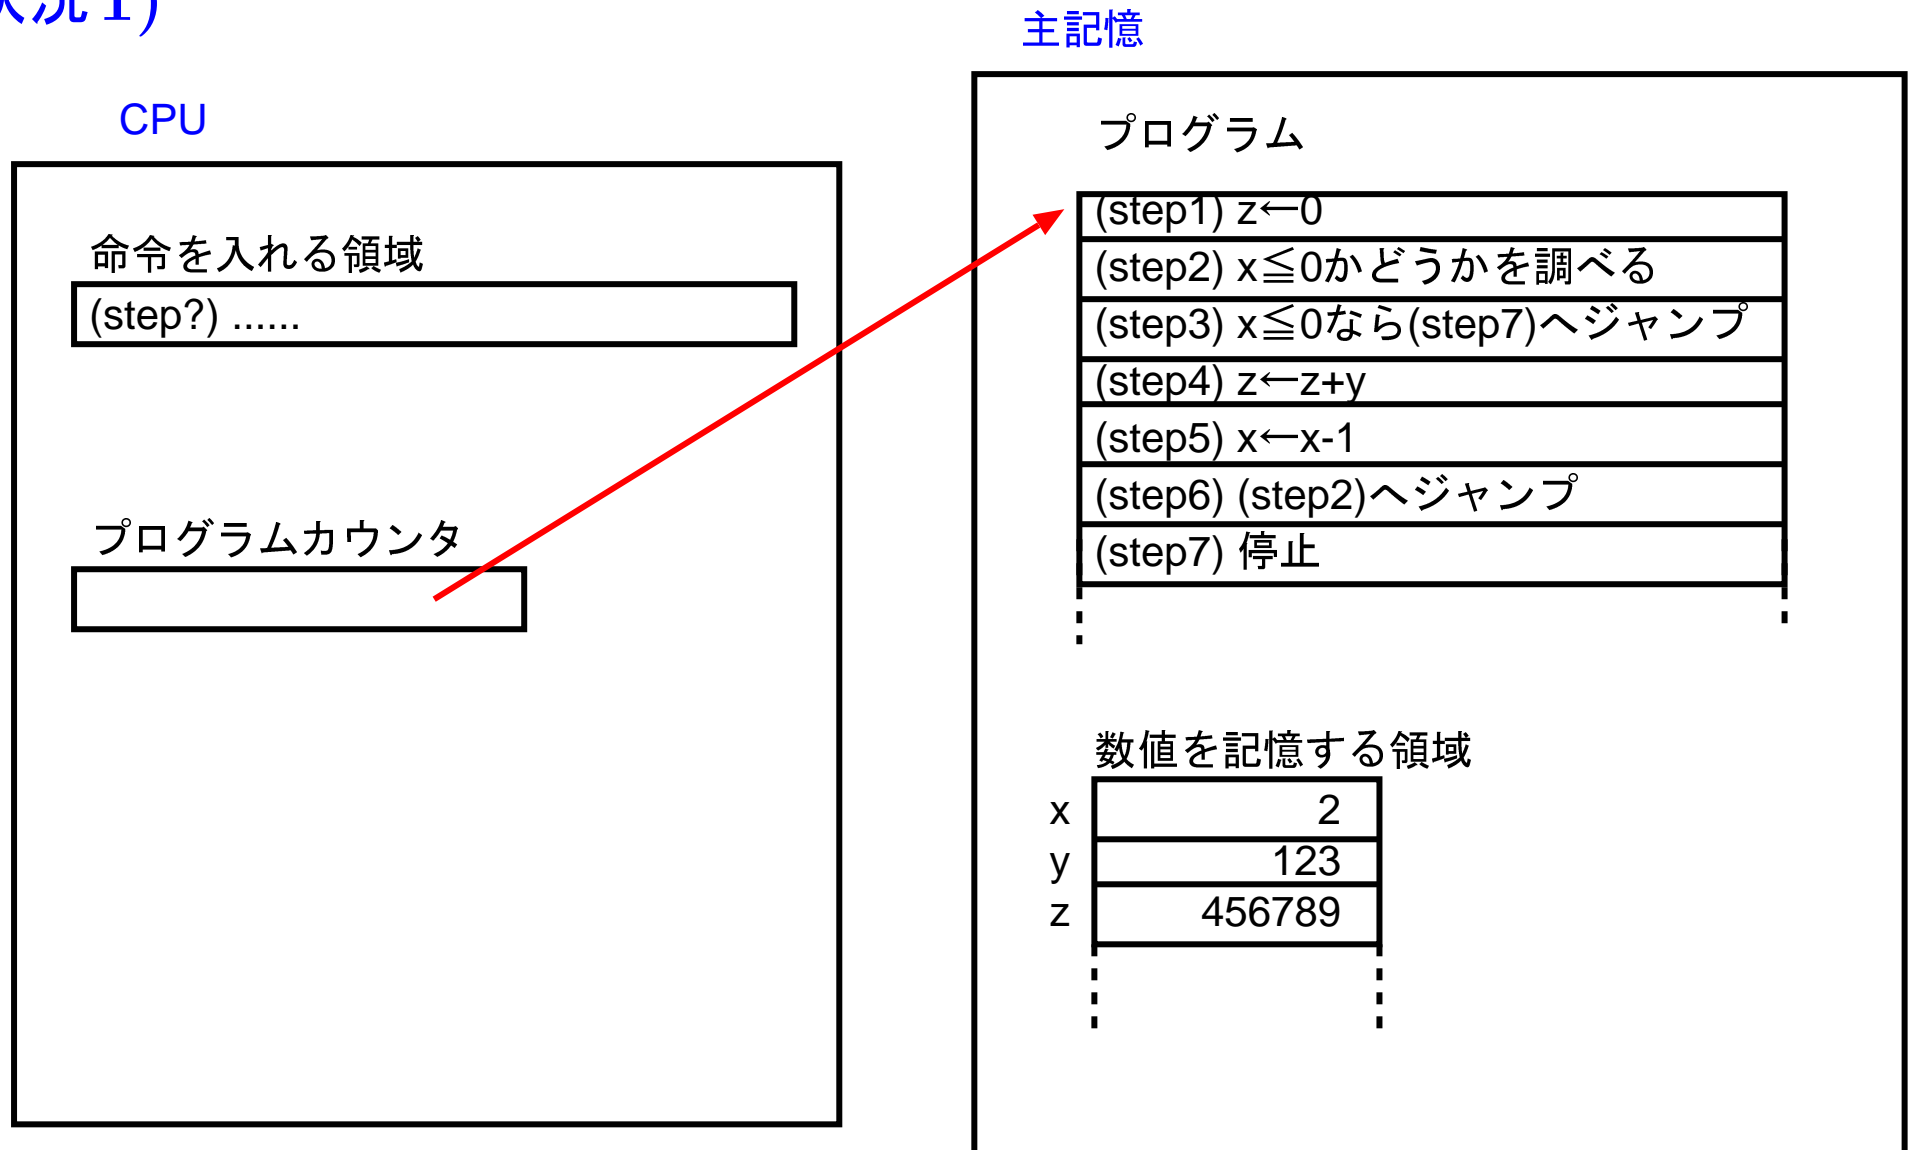 況 1)
主記憶
CPU
プログラム
命令を入れる領域
(step?) ......
(step1) z←0
(step2) x≦0かどうかを調べる
(step3) x≦0なら(step7)へジャンプ
(step4) z←z+y
(step5) x←x-1
(step6) (step2)へジャンプ
(step7) 停止
プログラムカウンタ
数値を記憶する領域
x 2
y 123
z 456789